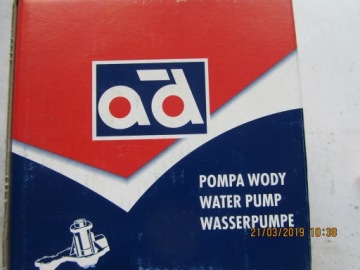 ad
POMPA WODY
WATER PUMP
WASSERPUMPE
21/03/2019 10:38